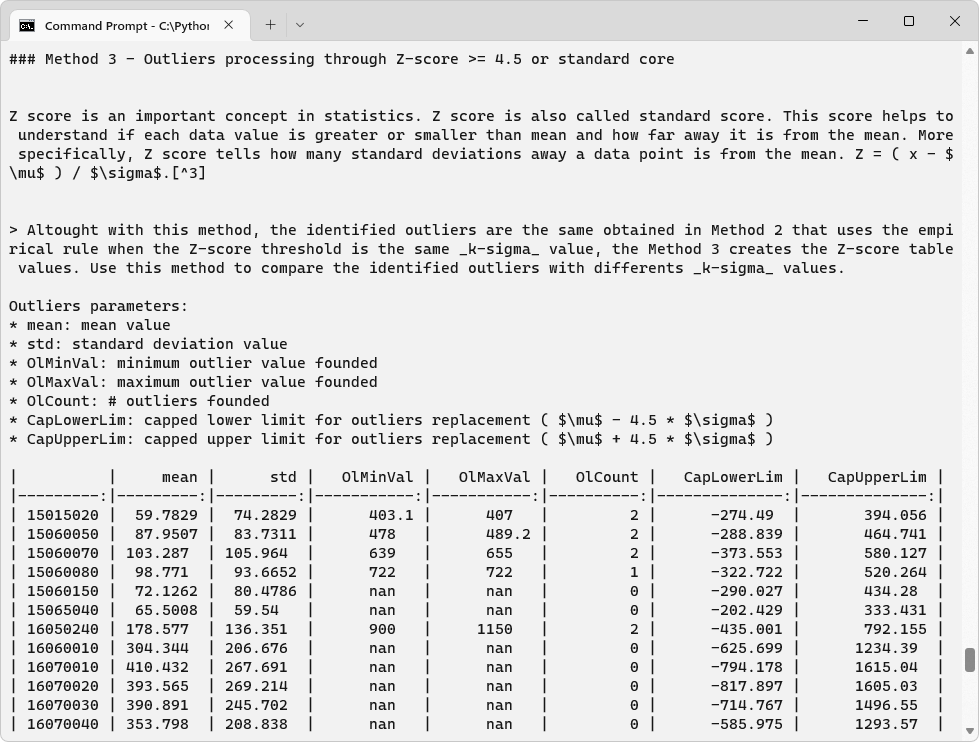 Command Prompt - C:\Pythor
### Method 3 - Outliers processing through Z-score >= 4.5 or standard core
Z score is an important concept in statistics. Z score is also called standard score. This score helps to
understand if each data value is greater or smaller than mean and how far away it is from the mean. More
specifically, Z score tells how many standard deviations away a data point is from the mean. Z = ( x - $
\mu$ ) / $\sigma$.[^3]
> Altought with this method, the identified outliers are the same obtained in Method 2 that uses the empi
rical rule when the Z-score threshold is the same _k-sigma_ value, the Method 3 creates the Z-score table
values. Use this method to compare the identified outliers with differents _k-sigma_ values.
Outliers parameters:
* mean: mean value
* std: standard deviation value
* OlMinVal: minimum outlier value founded
* OlMaxVal: maximum outlier value founded
* OlCount: # outliers founded
* CapLowerLim: capped lower limit for outliers replacement ( $\mu$ - 4.5 * $\sigma$ )
* CapUpperLim: capped upper limit for outliers replacement ( $\mu$ + 4.5 * $\sigma$ )
|          |    mean |     std |   OlMinVal |   OlMaxVal |   OlCount |   CapLowerLim |   CapUpperLim |
|---------:|---------:|---------:|-----------:|-----------:|----------:|--------------:|--------------:|
| 15015020 |  59.7829 |  74.2829 |      403.1 |      407   |         2 |      -274.49  |       394.056 |
| 15060050 |  87.9507 |  83.7311 |      478   |      489.2 |         2 |      -288.839 |       464.741 |
| 15060070 | 103.287  | 105.964  |      639   |      655   |         2 |      -373.553 |       580.127 |
| 15060080 |  98.771  |  93.6652 |      722   |      722   |         1 |      -322.722 |       520.264 |
| 15060150 |  72.1262 |  80.4786 |      nan   |      nan   |         0 |      -290.027 |       434.28  |
| 15065040 |  65.5008 |  59.54   |      nan   |      nan   |         0 |      -202.429 |       333.431 |
| 16050240 | 178.577  | 136.351  |      900   |     1150   |         2 |      -435.001 |       792.155 |
| 16060010 | 304.344  | 206.676  |      nan   |      nan   |         0 |      -625.699 |      1234.39  |
| 16070010 | 410.432  | 267.691  |      nan   |      nan   |         0 |      -794.178 |      1615.04  |
| 16070020 | 393.565  | 269.214  |      nan   |      nan   |         0 |      -817.897 |      1605.03  |
| 16070030 | 390.891  | 245.702  |      nan   |      nan   |         0 |      -714.767 |      1496.55  |
| 16070040 | 353.798  | 208.838  |      nan   |      nan   |         0 |      -585.975 |      1293.57  |